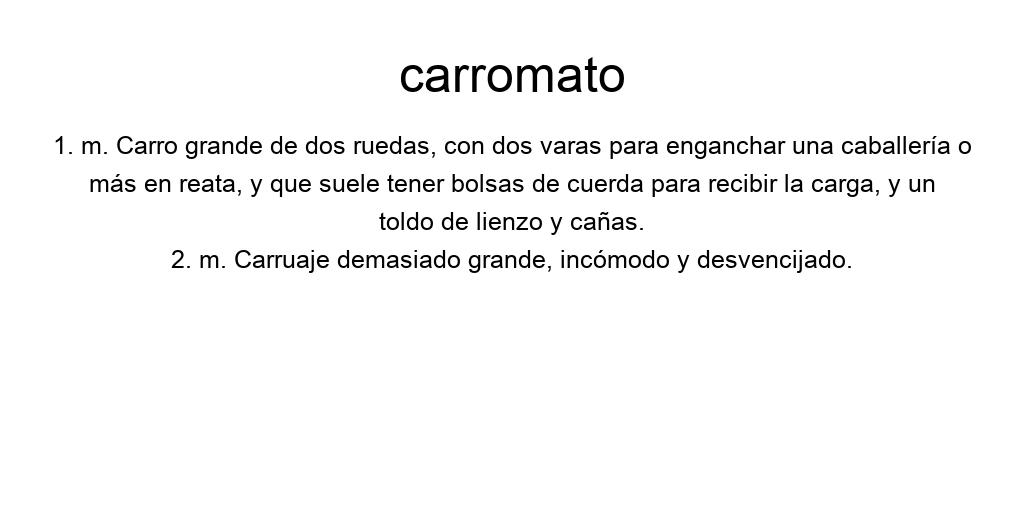 carromato
1. m. Carro grande de dos ruedas, con dos varas para enganchar una caballería o
más en reata, y que suele tener bolsas de cuerda para recibir la carga, y un
toldo de lienzo y cañas.
2. m. Carruaje demasiado grande, incómodo y desvencijado.